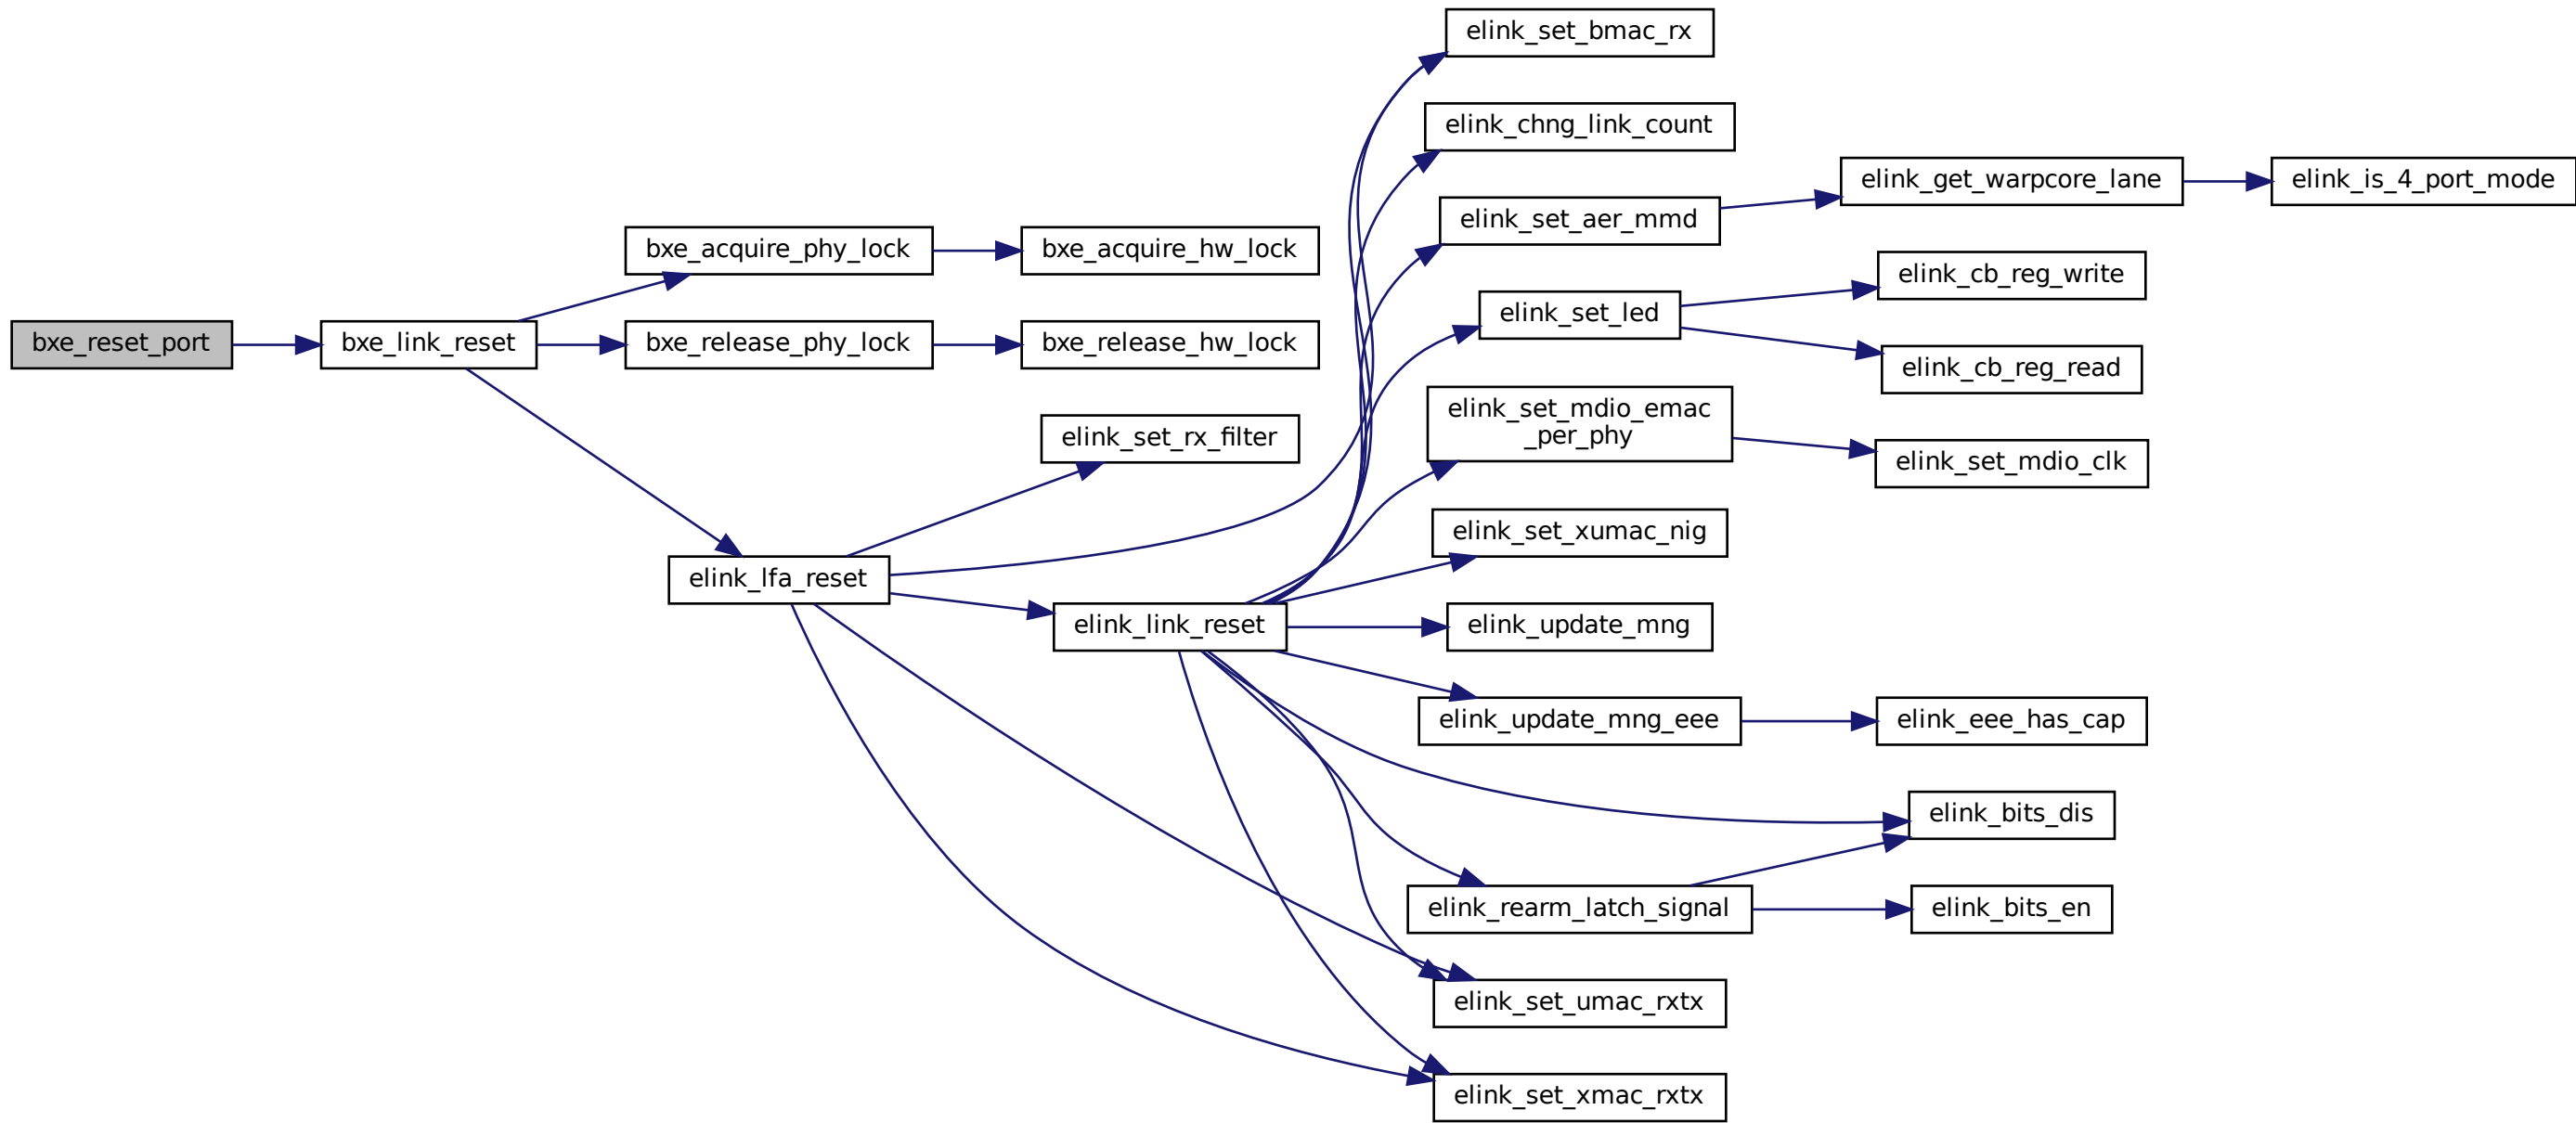 bxe_reset_port
bxe_link_reset
bxe_acquire_phy_lock
bxe_acquire_hw_lock
bxe_release_phy_lock
bxe_release_hw_lock
elink_lfa_reset
elink_set_rx_filter
elink_link_reset
elink_set_bmac_rx
elink_chng_link_count
elink_set_aer_mmd
elink_get_warpcore_lane
elink_is_4_port_mode
elink_set_led
elink_cb_reg_write
elink_cb_reg_read
elink_set_mdio_emac
_per_phy
elink_set_mdio_clk
elink_set_xumac_nig
elink_update_mng
elink_update_mng_eee
elink_eee_has_cap
elink_bits_dis
elink_rearm_latch_signal
elink_bits_en
elink_set_umac_rxtx
elink_set_xmac_rxtx